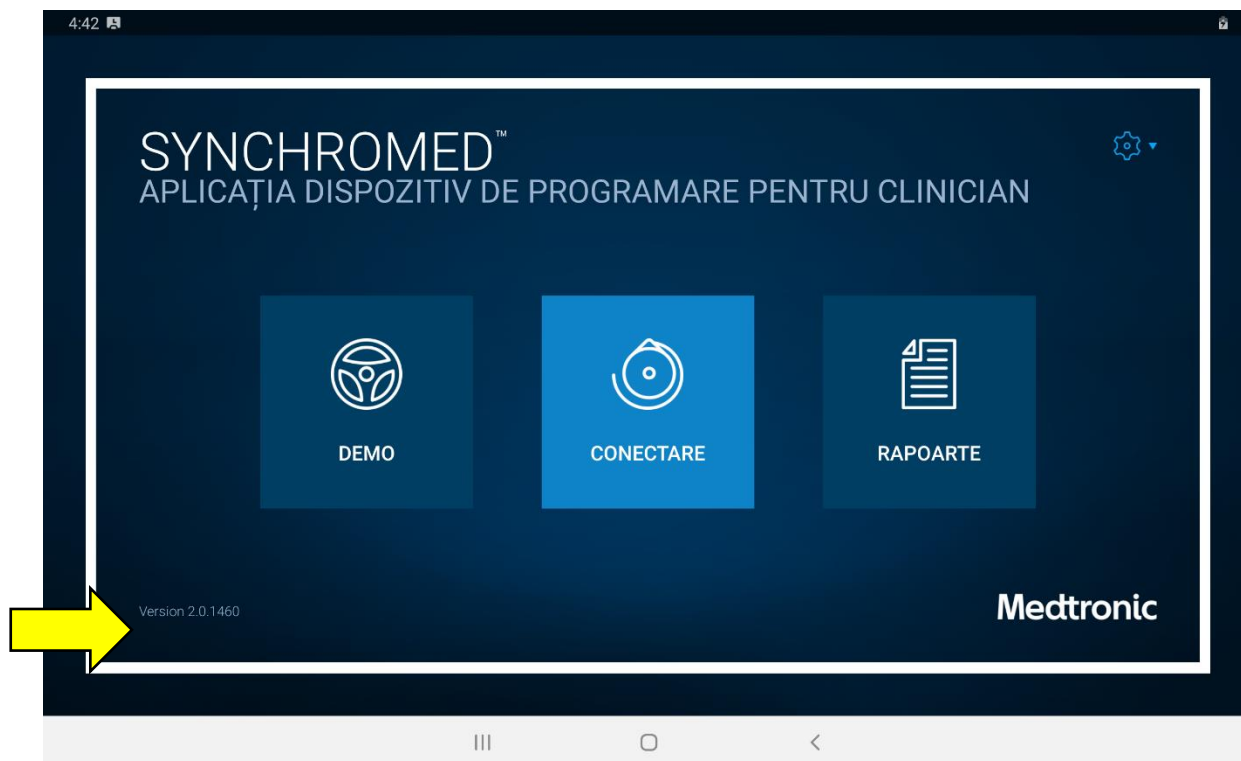 4:42
SYNCHROMED™
APLICAȚIA DISPOZITIV DE PROGRAMARE PENTRU CLINICIAN
DEMO
CONECTARE
RAPOARTE
Version 2.0.1460
Medtronic